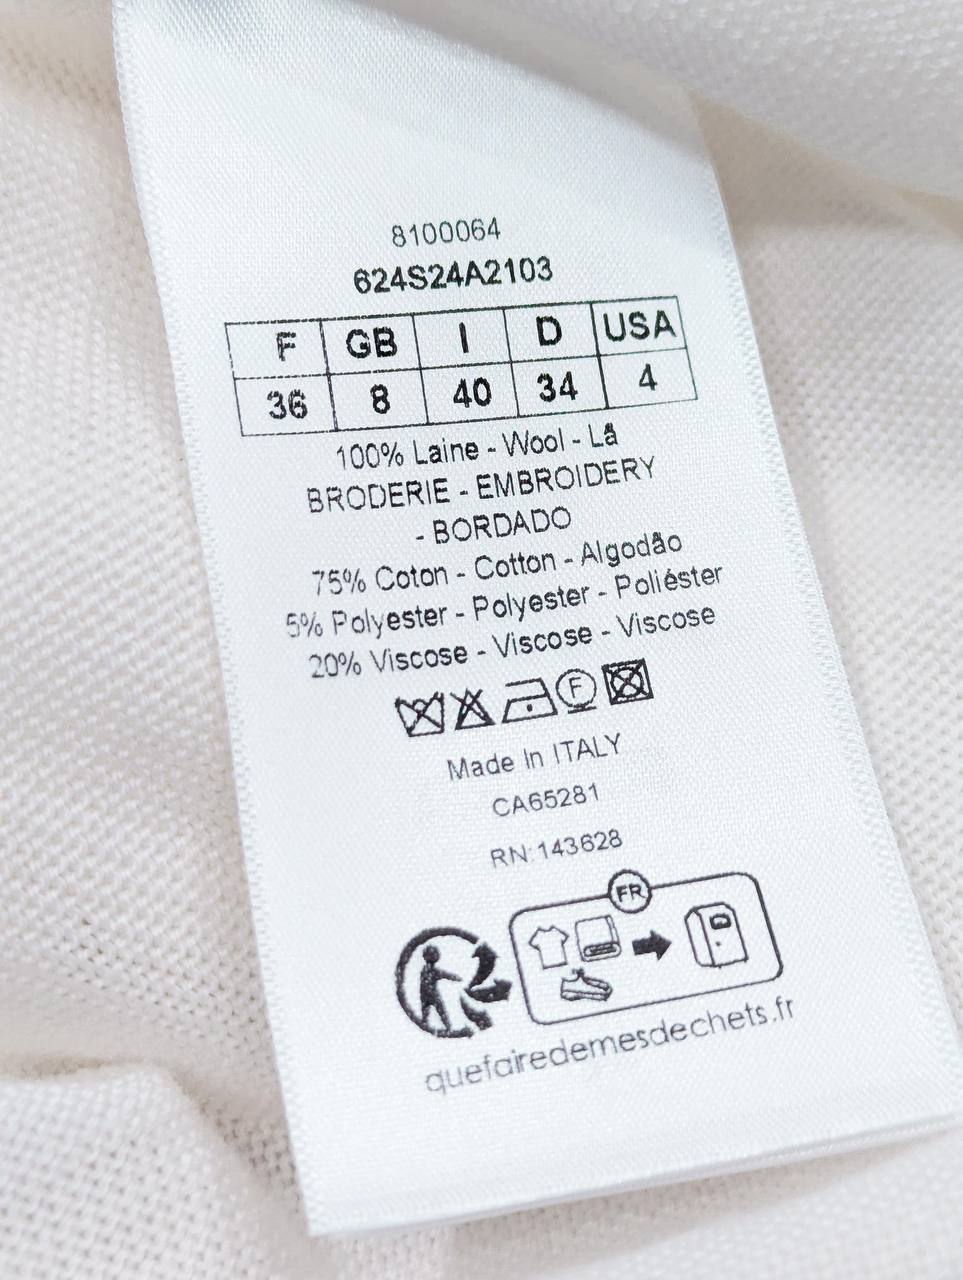 8100064
624S24A2103
F GB I D USA
36 8 40 34 4
100% Laine - Wool - Lã
BRODERIE - EMBROIDERY
- BORDADO
75% Coton - Cotton - Algodão
5% Polyester - Polyester - Poliéster
20% Viscose - Viscose - Viscose
F
Made In ITALY
CA65281
RN:143628
FR
quefairedemesdechets.fr